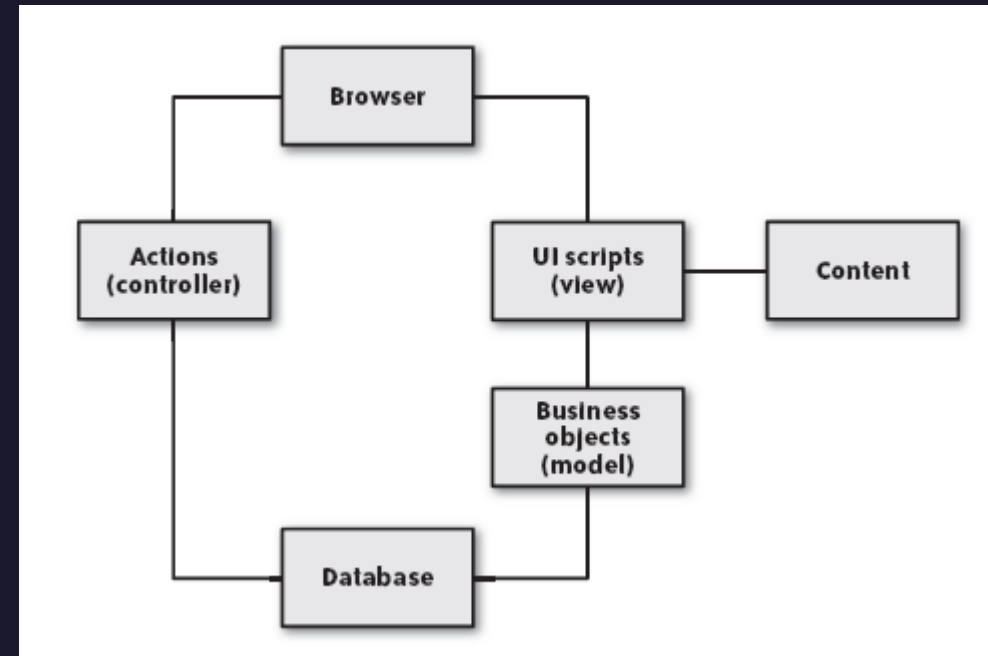 Browser
Actions
(controller)
UI scripts
(view)
Content
Business
objects
(model)
Database